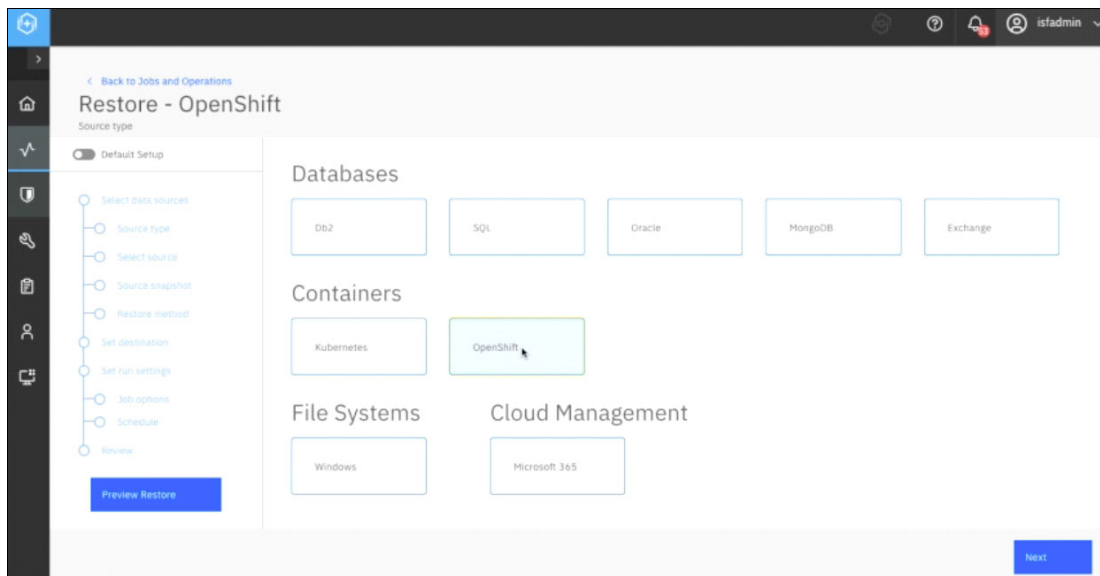 53
isfadmin
Back to Jobs and Operations
Restore - OpenShift
Source type
Default Setup
Select data sources
Source type
Select source
Source snapshot
Restore method
Set destination
Set run settings
Job options
Schedule
Review
Preview Restore
Databases
Db2
SQL
Oracle
MongoDB
Exchange
Containers
Kubernetes
OpenShift
File Systems
Cloud Management
Windows
Microsoft 365
Next